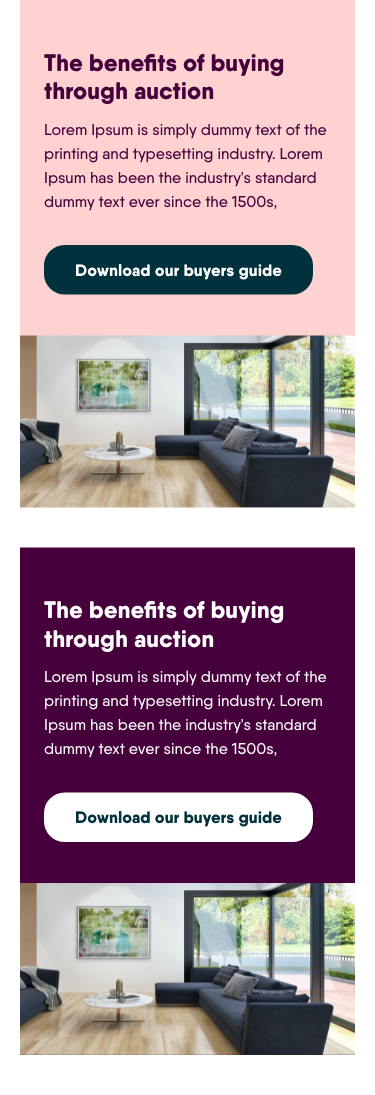 The benefits of buying
through auction
Lorem Ipsum is simply dummy text of the
printing and typesetting industry. Lorem
Ipsum has been the industry's standard
dummy text ever since the 1500s,
Download our buyers guide
The benefits of buying
through auction
Lorem Ipsum is simply dummy text of the
printing and typesetting industry. Lorem
Ipsum has been the industry's standard
dummy text ever since the 1500s,
Download our buyers guide